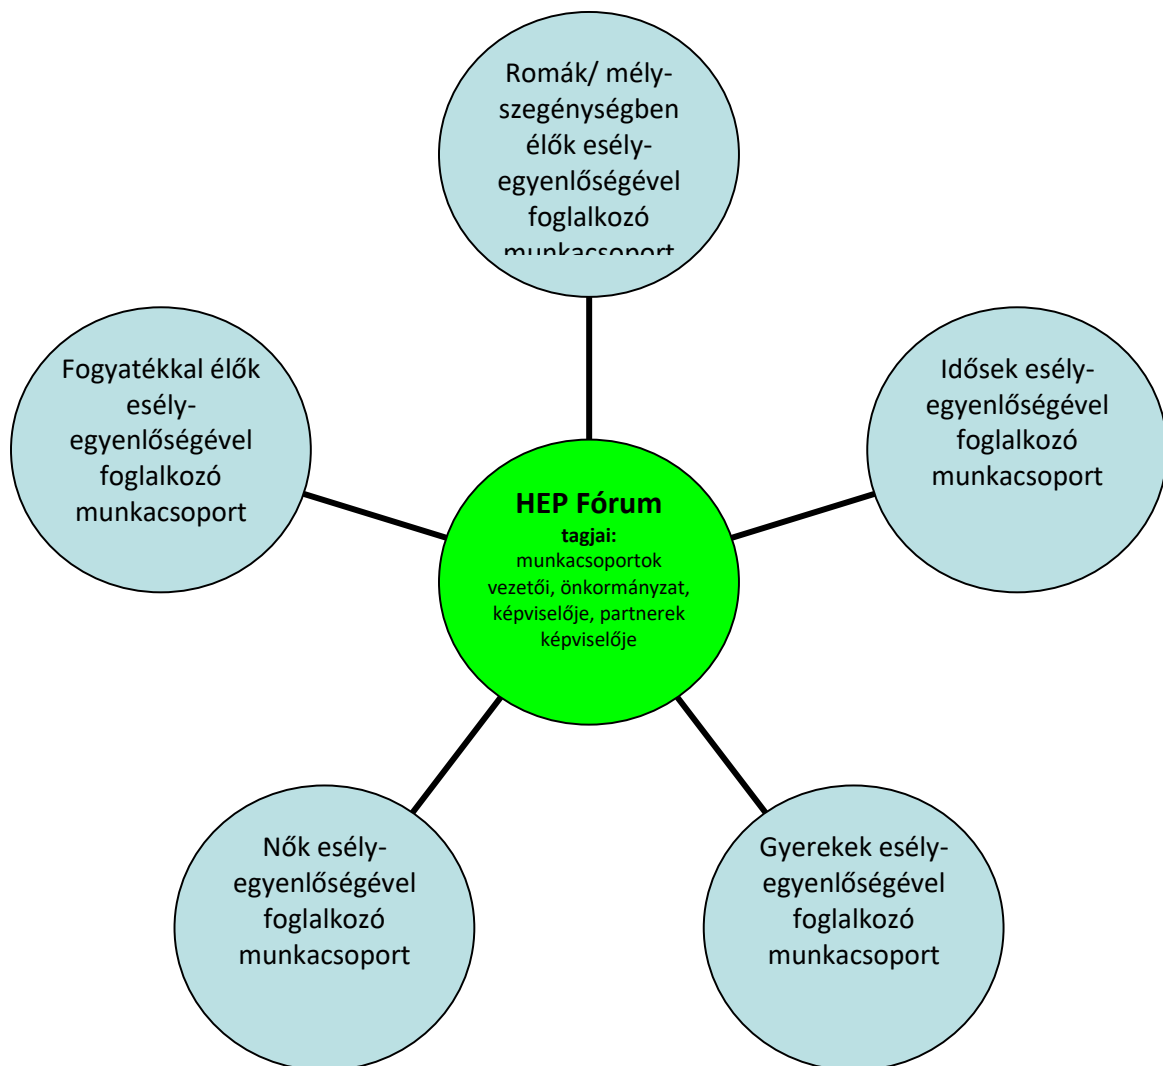 Romák/ mély-
szegénységben
élők esély-
egyenlőségével
foglalkozó
munkacsoport
Fogyatékkal élők
esély-
egyenlőségével
foglalkozó
munkacsoport
Idősek esély-
egyenlőségével
foglalkozó
munkacsoport
HEP Fórum
tagjai:
munkacsoportok
vezetői, önkormányzat,
képviselője, partnerek
képviselője
Nők esély-
egyenlőségével
foglalkozó
munkacsoport
Gyerekek esély-
egyenlőségével
foglalkozó
munkacsoport